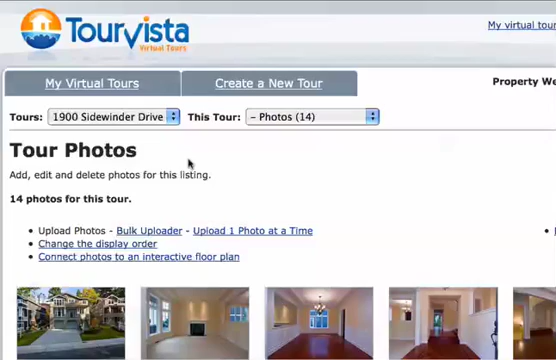 Tourvista
Virtual Tours
My virtual tour
My Virtual Tours
Create a New Tour
Property We
Tours: 1900 Sidewinder Drive This Tour: – Photos (14)
Tour Photos
Add, edit and delete photos for this listing.
14 photos for this tour.
• Upload Photos - Bulk Uploader - Upload 1 Photo at a Time
• Change the display order
• Connect photos to an interactive floor plan